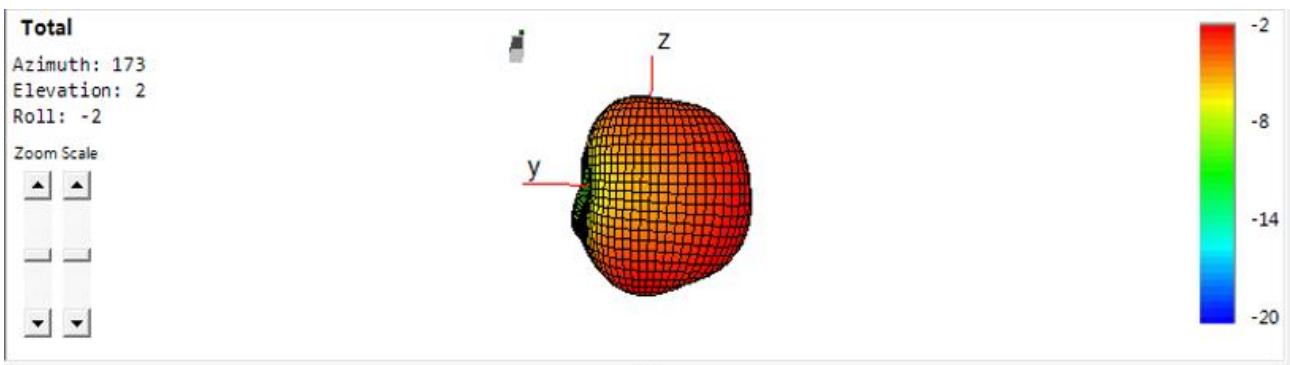 Total
Azimuth: 173
Elevation: 2
Roll: -2
Zoom Scale
z
y
-2
-8
-14
-20